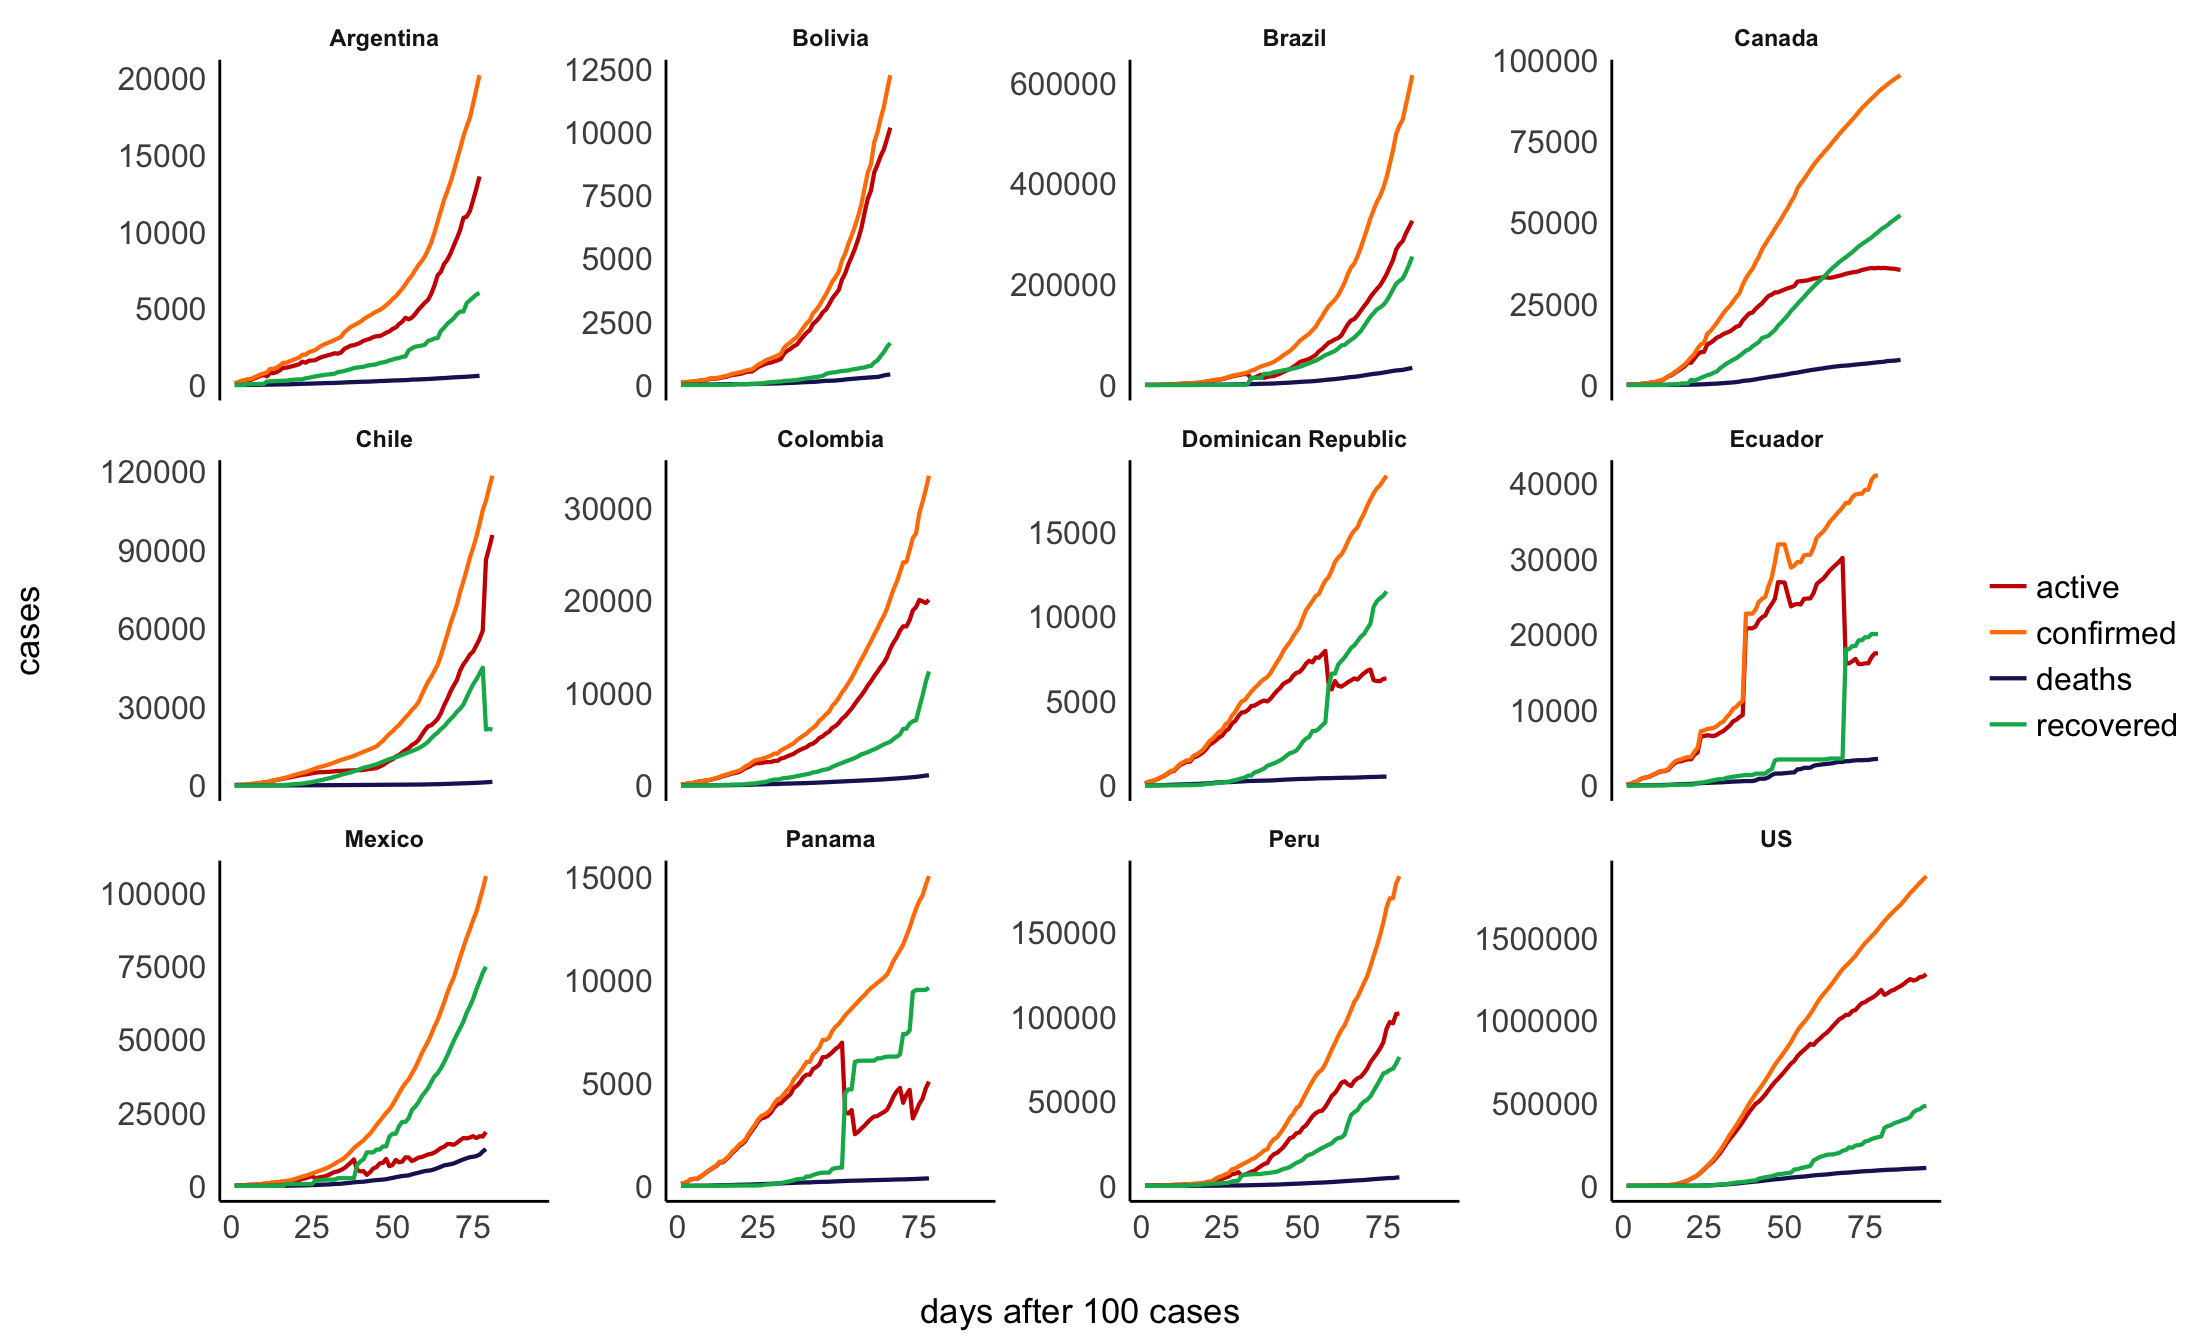 Argentina
Bolivia
Brazil
Canada
20000
15000
10000
5000
0
12500
10000
7500
5000
2500
0
600000
400000
200000
0
100000
75000
50000
25000
0
Chile
Colombia
Dominican Republic
Ecuador
120000
90000
60000
30000
0
30000
20000
10000
0
15000
10000
5000
0
40000
30000
20000
10000
0
cases
active
confirmed
deaths
recovered
Mexico
Panama
Peru
US
100000
75000
50000
25000
0
15000
10000
5000
0
150000
100000
50000
0
1500000
1000000
500000
0
0 25 50 75
0 25 50 75
0 25 50 75
0 25 50 75
days after 100 cases